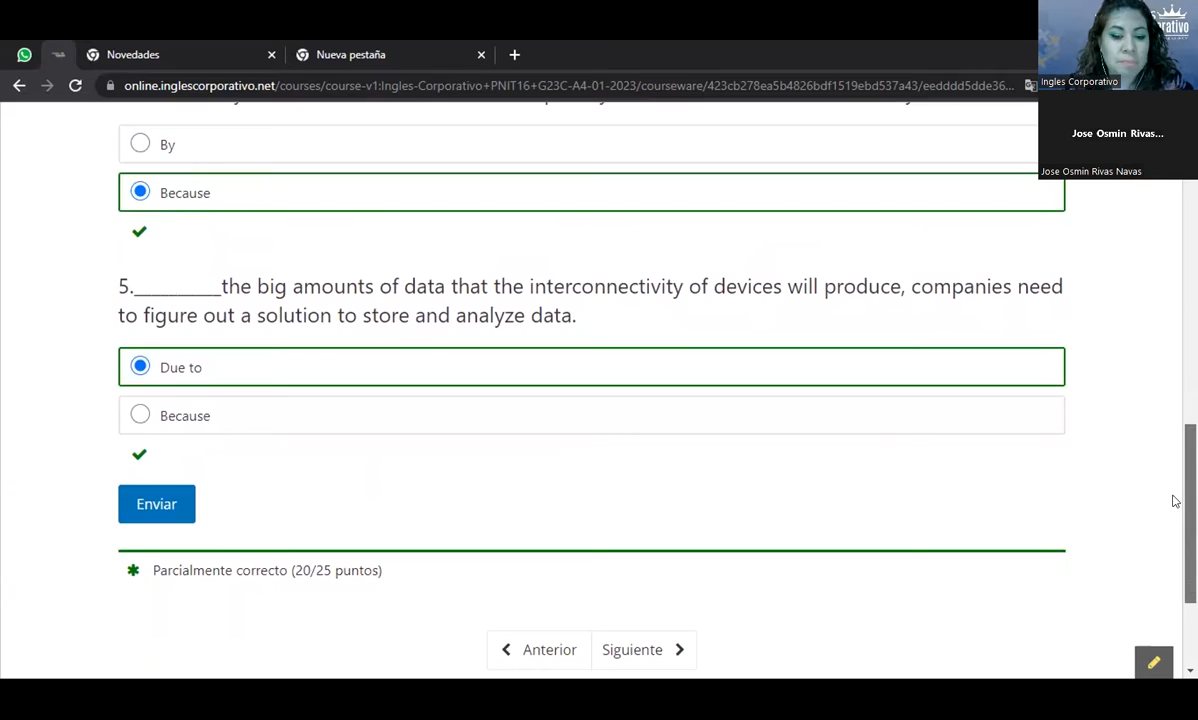 Novedades
Nueva pestaña
online.inglescorporativo.net/courses/course-v1:Ingles-Corporativo+PNIT16+G23C-A4-01-2023/courseware/423cb278ea5b4826bdf1519ebd537a43/eedddd5dde36...
Ingles Corporativo
Jose Osmin Rivas...
Jose Osmin Rivas Navas
By
Because
5.__________the big amounts of data that the interconnectivity of devices will produce, companies need
to figure out a solution to store and analyze data.
Due to
Because
Enviar
Parcialmente correcto (20/25 puntos)
Anterior
Siguiente